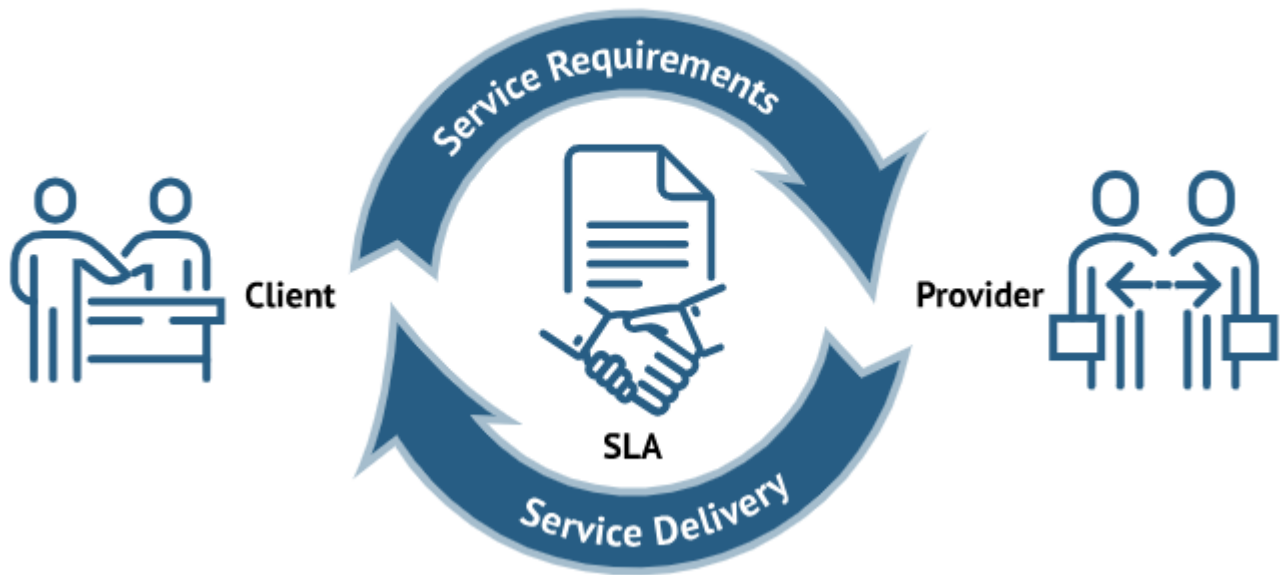 Service Requirements
Client
Provider
SLA
Service Delivery